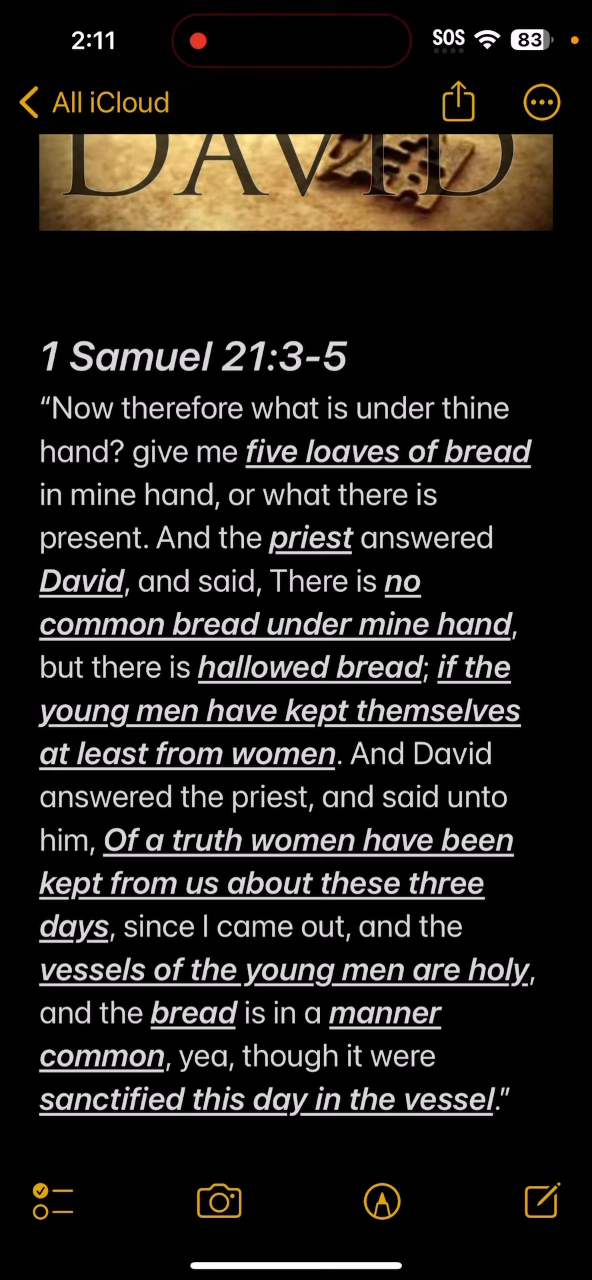 2:11
SOS
83
All iCloud
DAVID
1 Samuel 21:3-5
“Now therefore what is under thine
hand? give me five loaves of bread
in mine hand, or what there is
present. And the priest answered
David, and said, There is no
common bread under mine hand,
but there is hallowed bread; if the
young men have kept themselves
at least from women. And David
answered the priest, and said unto
him, Of a truth women have been
kept from us about these three
days, since I came out, and the
vessels of the young men are holy,
and the bread is in a manner
common, yea, though it were
sanctified this day in the vessel.”